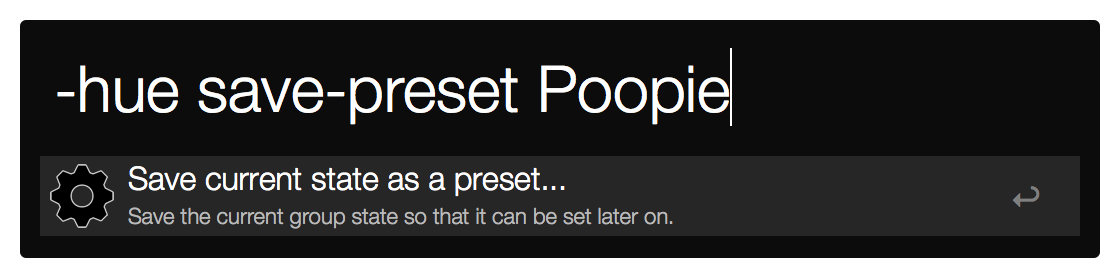 -hue save-preset Poopie
Save current state as a preset...
Save the current group state so that it can be set later on.